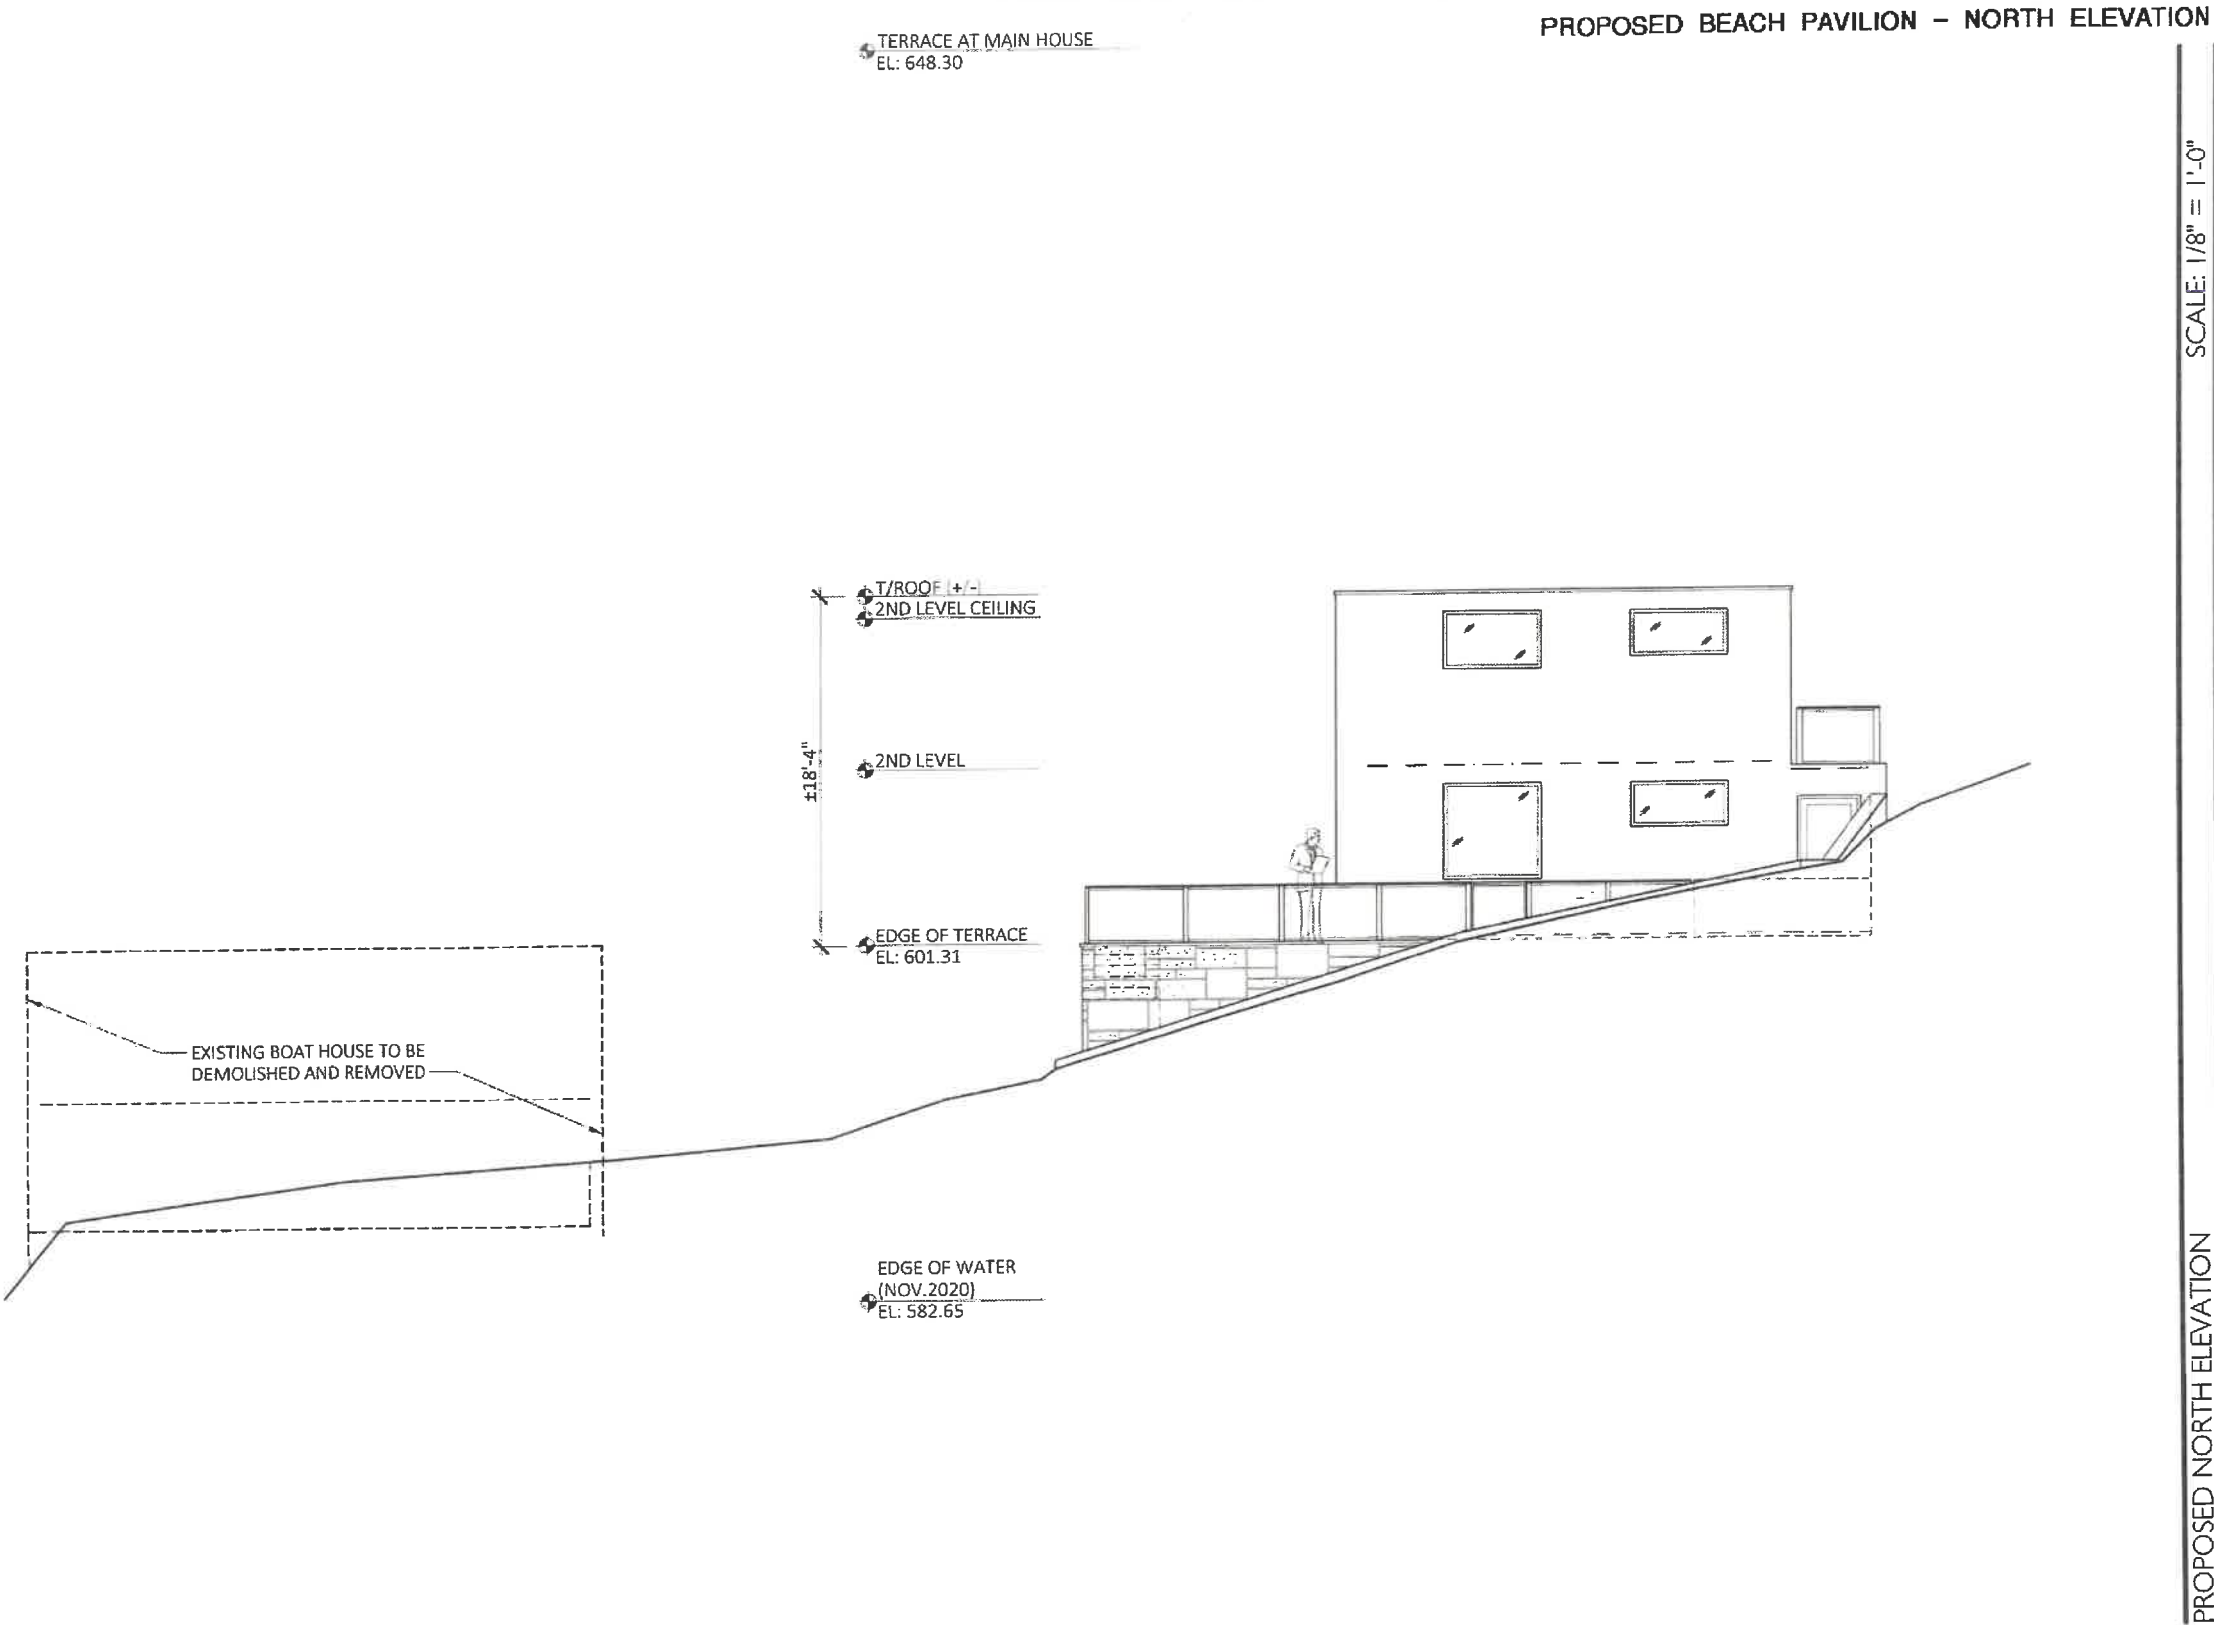 PROPOSED BEACH PAVILION – NORTH ELEVATION
TERRACE AT MAIN HOUSE
EL: 648.30
SCALE: 1/8" = 1'-0"
T/ROOF (+/-)
2ND LEVEL CEILING
±18'-4"
2ND LEVEL
EDGE OF TERRACE
EL: 601.31
EXISTING BOAT HOUSE TO BE
DEMOLISHED AND REMOVED
EDGE OF WATER
(NOV.2020)
EL: 582.65
PROPOSED NORTH ELEVATION